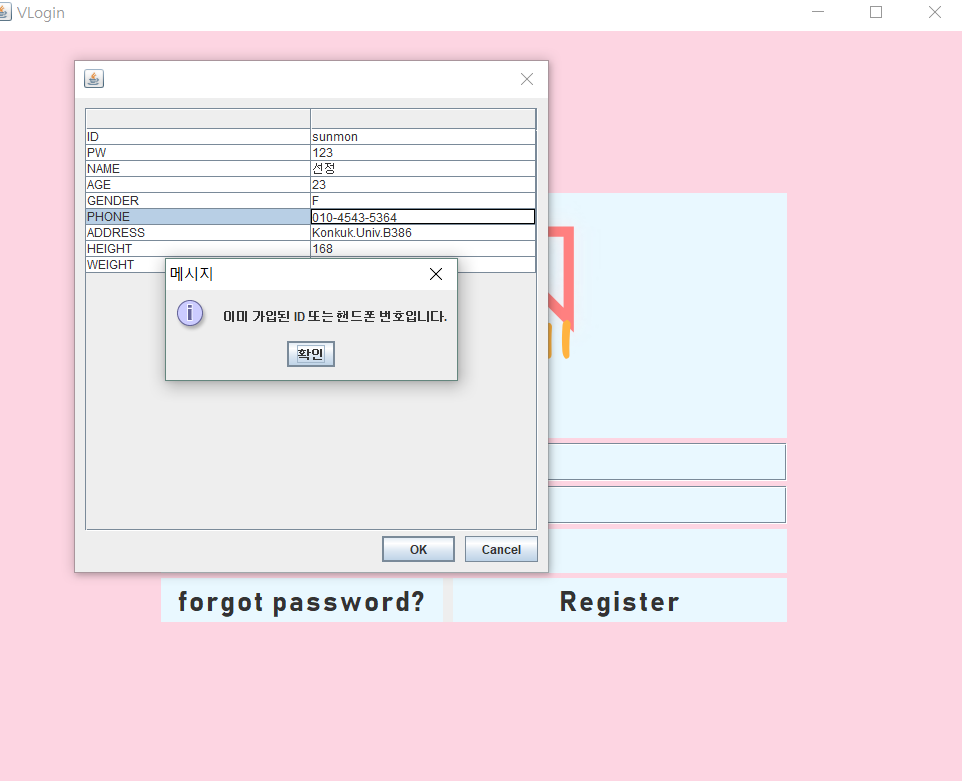 VLogin
ID sunmon
PW 123
NAME 선정
AGE 23
GENDER F
PHONE 010-4543-5364
ADDRESS Konkuk.Univ.B386
HEIGHT 168
WEIGHT
메시지
이미 가입된 ID 또는 핸드폰 번호입니다.
확인
OK Cancel
forgot password? Register